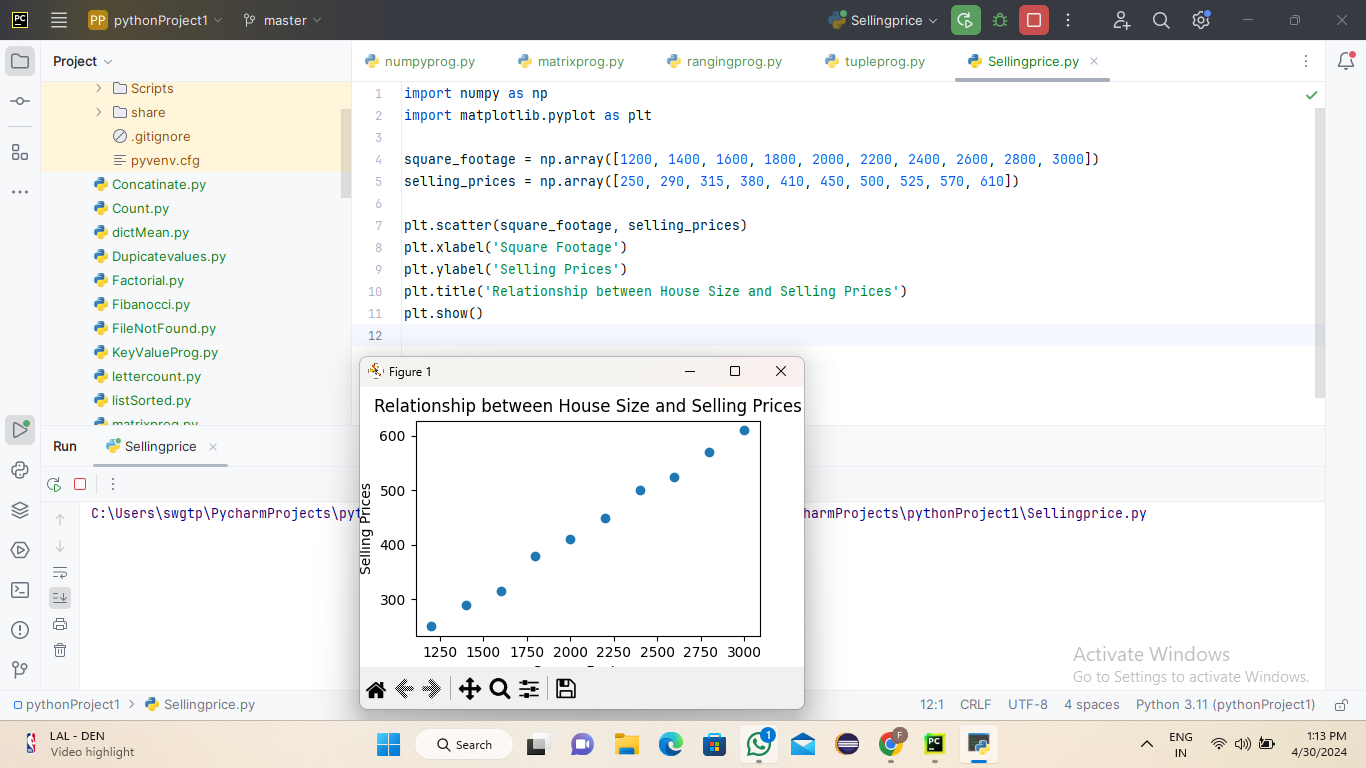 PC
PP pythonProject1
master
Sellingprice
Project
numpyprog.py
matrixprog.py
rangingprog.py
tupleprog.py
Sellingprice.py
Scripts
share
.gitignore
pyvenv.cfg
Concatinate.py
Count.py
dictMean.py
Dupicatevalues.py
Factorial.py
Fibanocci.py
FileNotFound.py
KeyValueProg.py
lettercount.py
listSorted.py
matrixprog.py
1 import numpy as np
2 import matplotlib.pyplot as plt
3
4 square_footage = np.array([1200, 1400, 1600, 1800, 2000, 2200, 2400, 2600, 2800, 3000])
5 selling_prices = np.array([250, 290, 315, 380, 410, 450, 500, 525, 570, 610])
6
7 plt.scatter(square_footage, selling_prices)
8 plt.xlabel('Square Footage')
9 plt.ylabel('Selling Prices')
10 plt.title('Relationship between House Size and Selling Prices')
11 plt.show()
12
Run
Sellingprice
C:\Users\swgtp\PycharmProjects\pyt
harmProjects\pythonProject1\Sellingprice.py
Figure 1
Relationship between House Size and Selling Prices
600
500
400
300
Selling Prices
1250 1500 1750 2000 2250 2500 2750 3000
Activate Windows
Go to Settings to activate Windows.
pythonProject1
Sellingprice.py
12:1 CRLF UTF-8 4 spaces Python 3.11 (pythonProject1)
LAL - DEN
Video highlight
Search
1
F
PC
ENG
IN
1:13 PM
4/30/2024